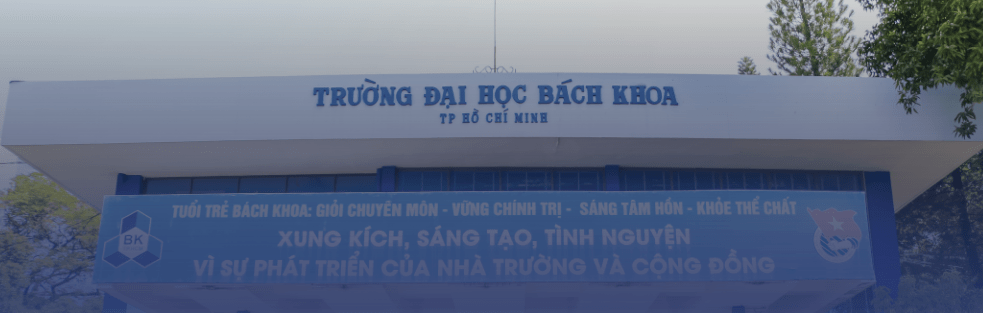 TRƯỜNG ĐẠI HỌC BÁCH KHOA
TP HỒ CHÍ MINH
TUỔI TRẺ BÁCH KHOA: GIỎI CHUYÊN MÔN - VỮNG CHÍNH TRỊ - SÁNG TÂM HỒN - KHỎE THỂ CHẤT
BK
XUNG KÍCH, SÁNG TẠO, TÌNH NGUYỆN
VÌ SỰ PHÁT TRIỂN CỦA NHÀ TRƯỜNG VÀ CỘNG ĐỒNG